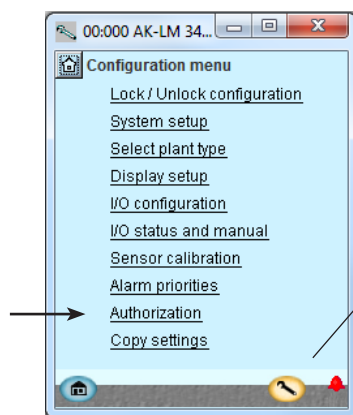 00:000 AK-LM 34...
Configuration menu
Lock / Unlock configuration
System setup
Select plant type
Display setup
I/O configuration
I/O status and manual
Sensor calibration
Alarm priorities
Authorization
Copy settings